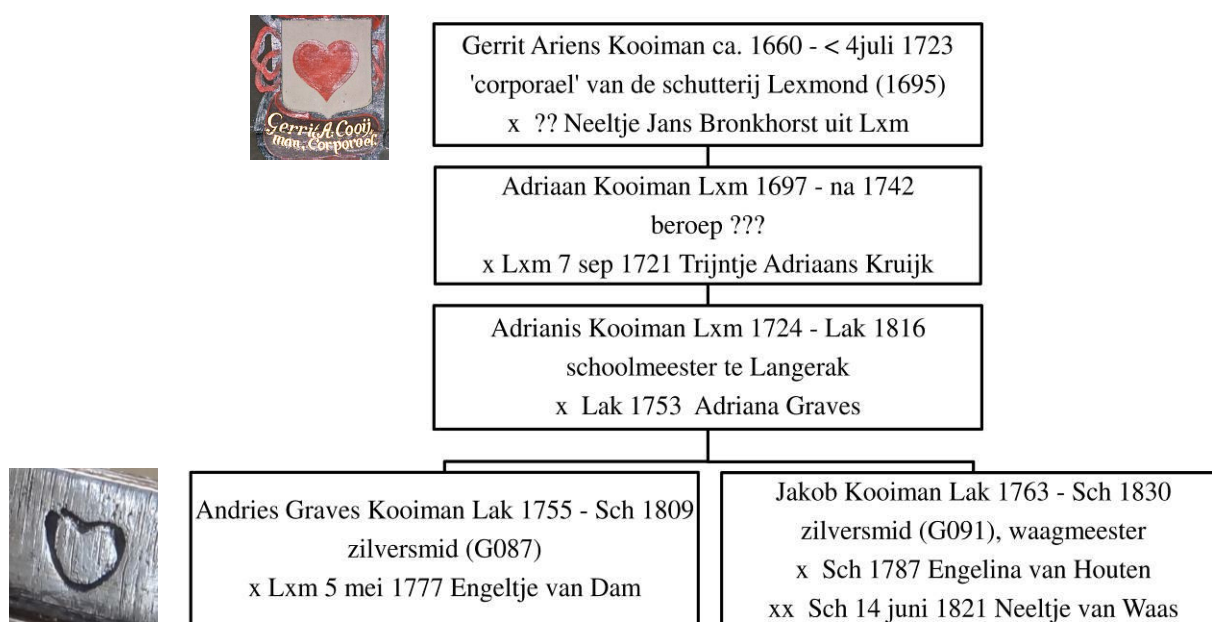 Gerrit A. Cooij
man, Corporael.
Gerrit Ariens Kooiman ca. 1660 - < 4juli 1723
'corporael' van de schutterij Lexmond (1695)
x ?? Neeltje Jans Bronkhorst uit Lxm
Adriaan Kooiman Lxm 1697 - na 1742
beroep ???
x Lxm 7 sep 1721 Trijntje Adriaans Kruijk
Adrianis Kooiman Lxm 1724 - Lak 1816
schoolmeester te Langerak
x Lak 1753 Adriana Graves
Andries Graves Kooiman Lak 1755 - Sch 1809
zilversmid (G087)
x Lxm 5 mei 1777 Engeltje van Dam
Jakob Kooiman Lak 1763 - Sch 1830
zilversmid (G091), waagmeester
x Sch 1787 Engelina van Houten
xx Sch 14 juni 1821 Neeltje van Waas